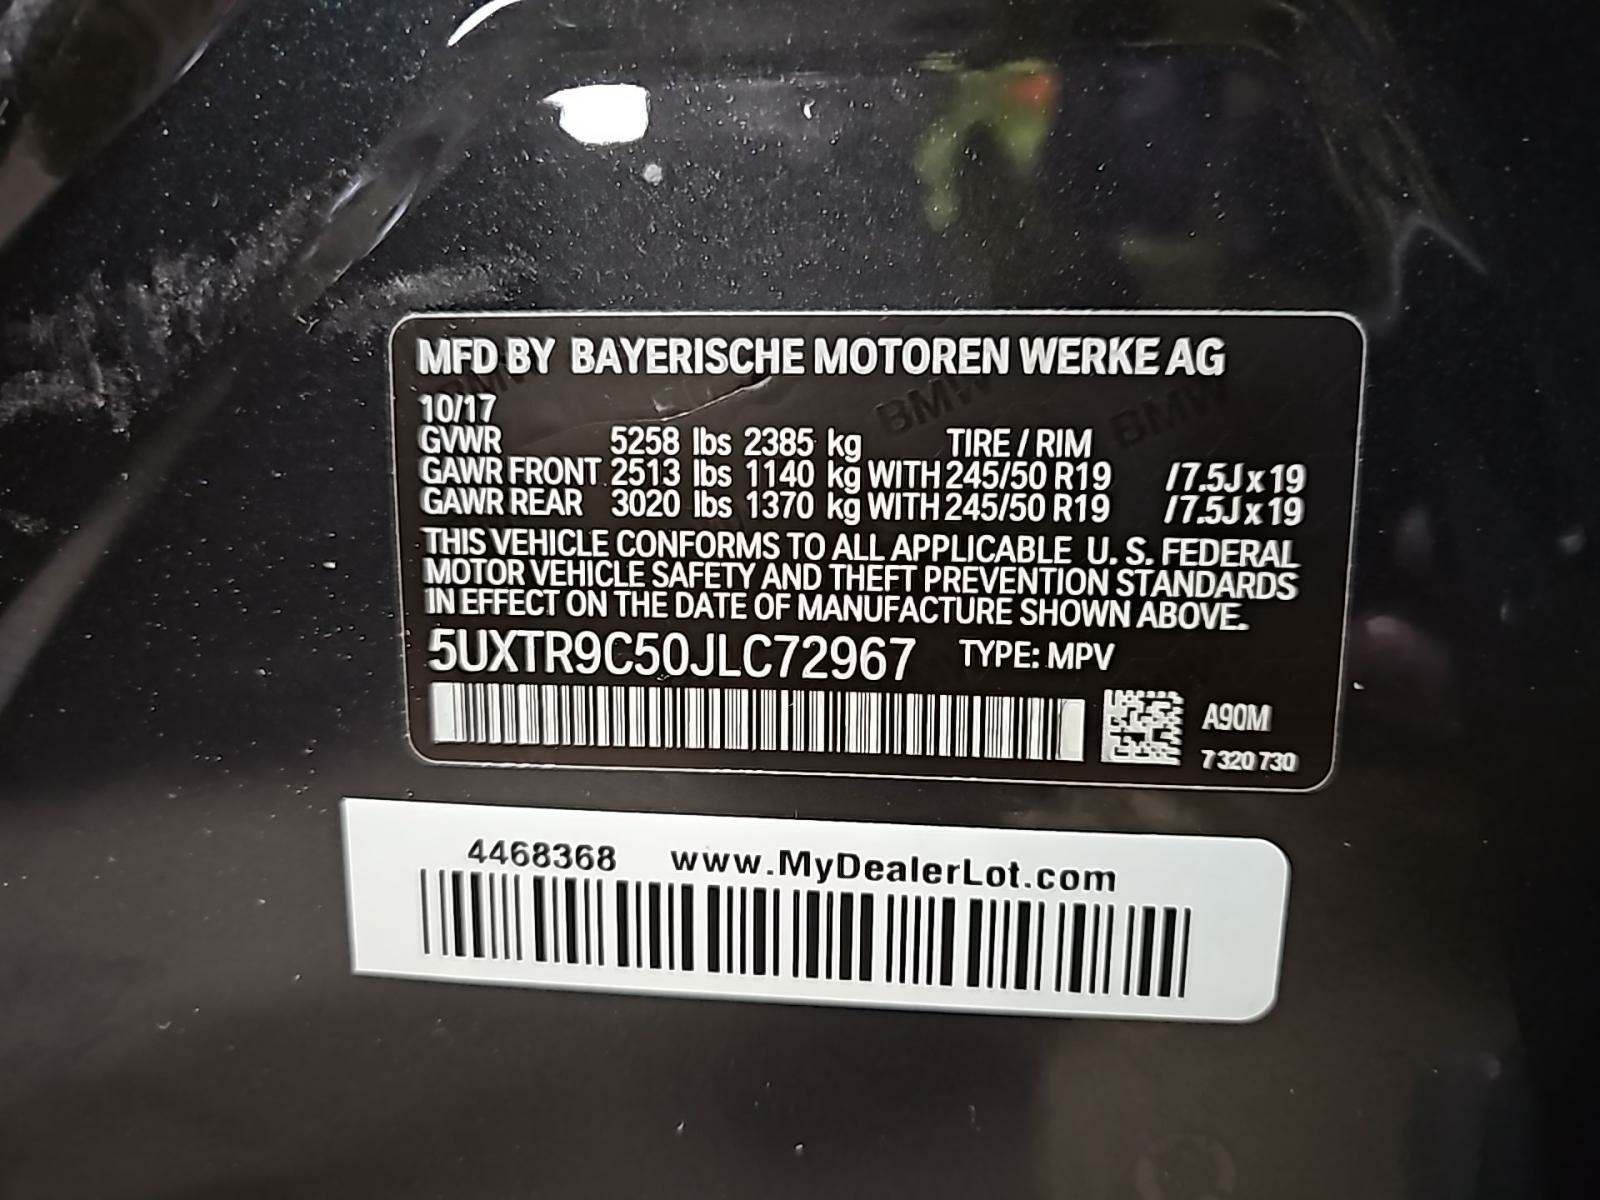 MFD BY BAYERISCHE MOTOREN WERKE AG
10/17
GVWR 5258 lbs 2385 kg TIRE / RIM
GAWR FRONT 2513 lbs 1140 kg WITH 245/50 R19 /7.5J x 19
GAWR REAR 3020 lbs 1370 kg WITH 245/50 R19 /7.5J x 19
THIS VEHICLE CONFORMS TO ALL APPLICABLE U. S. FEDERAL
MOTOR VEHICLE SAFETY AND THEFT PREVENTION STANDARDS
IN EFFECT ON THE DATE OF MANUFACTURE SHOWN ABOVE.
5UXTR9C50JLC72967 TYPE: MPV
A90M
7 320 730
4468368 www.MyDealerLot.com